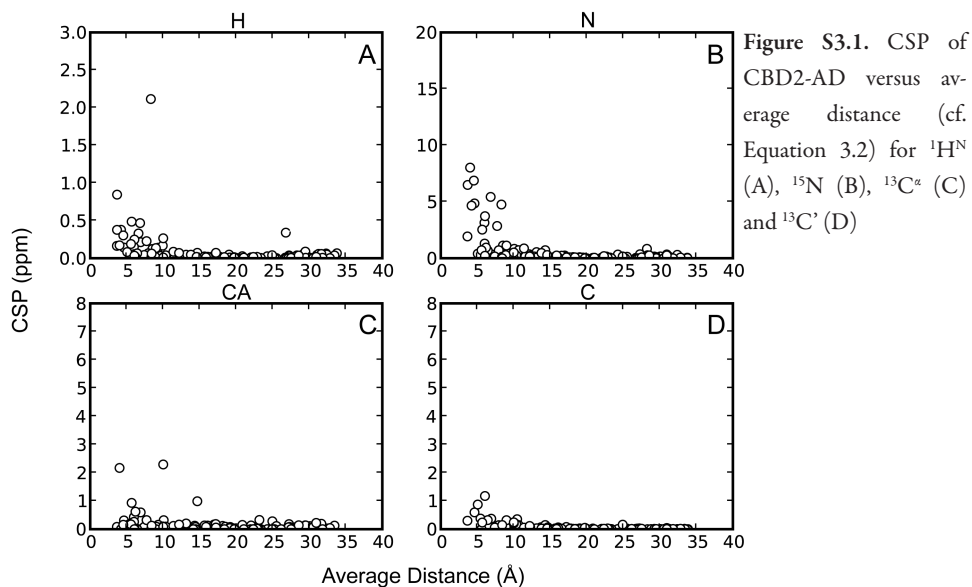 H
3.0
2.5
2.0
1.5
1.0
0.5
0.0
A
0 5 10 15 20 25 30 35 40
N
20
15
10
5
0
B
0 5 10 15 20 25 30 35 40
CA
8
7
6
5
4
3
2
1
0
C
0 5 10 15 20 25 30 35 40
C
8
7
6
5
4
3
2
1
0
D
0 5 10 15 20 25 30 35 40
CSP (ppm)
Average Distance (Å)
Figure S3.1. CSP of
CBD2-AD versus av-
erage distance (cf.
Equation 3.2) for ¹Hᴺ
(A), ¹⁵N (B), ¹³Cᵅ (C)
and ¹³C’ (D)